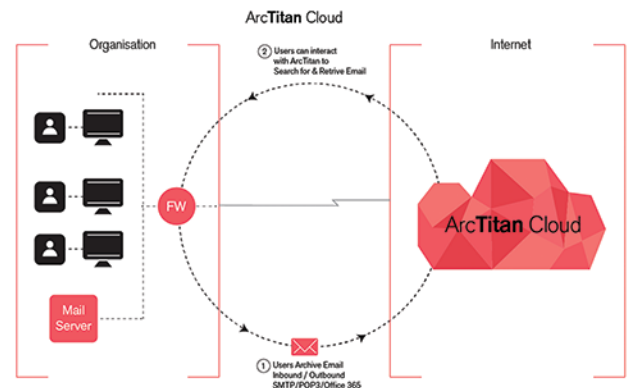 ArcTitan Cloud
Organisation
Internet
2 Users can interact
with ArcTitan to
Search for & Retrive Email
FW
ArcTitan Cloud
Mail
Server
1 Users Archive Email
Inbound / Outbound
SMTP/POP3/Office 365